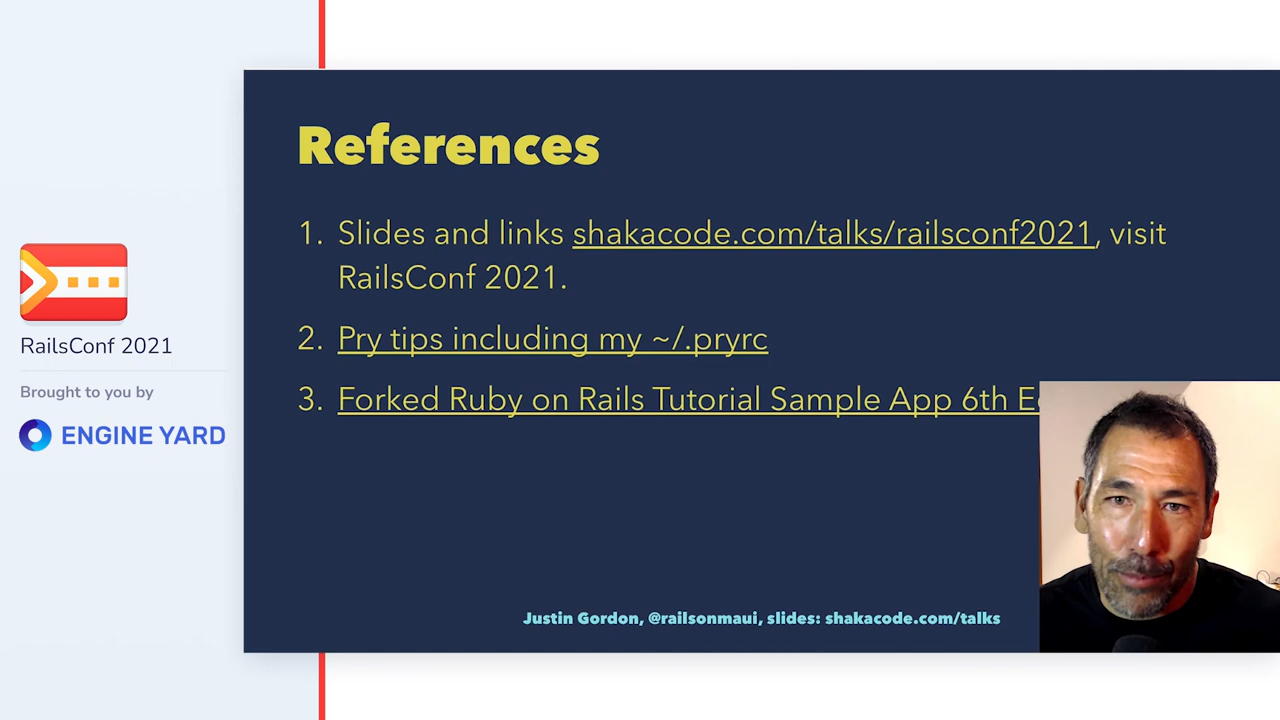 References
1. Slides and links shakacode.com/talks/railsconf2021, visit
RailsConf 2021.
2. Pry tips including my ~/.pryrc
3. Forked Ruby on Rails Tutorial Sample App 6th
RailsConf 2021
Brought to you by
ENGINE YARD
Justin Gordon, @railsonmaui, slides: shakacode.com/talks